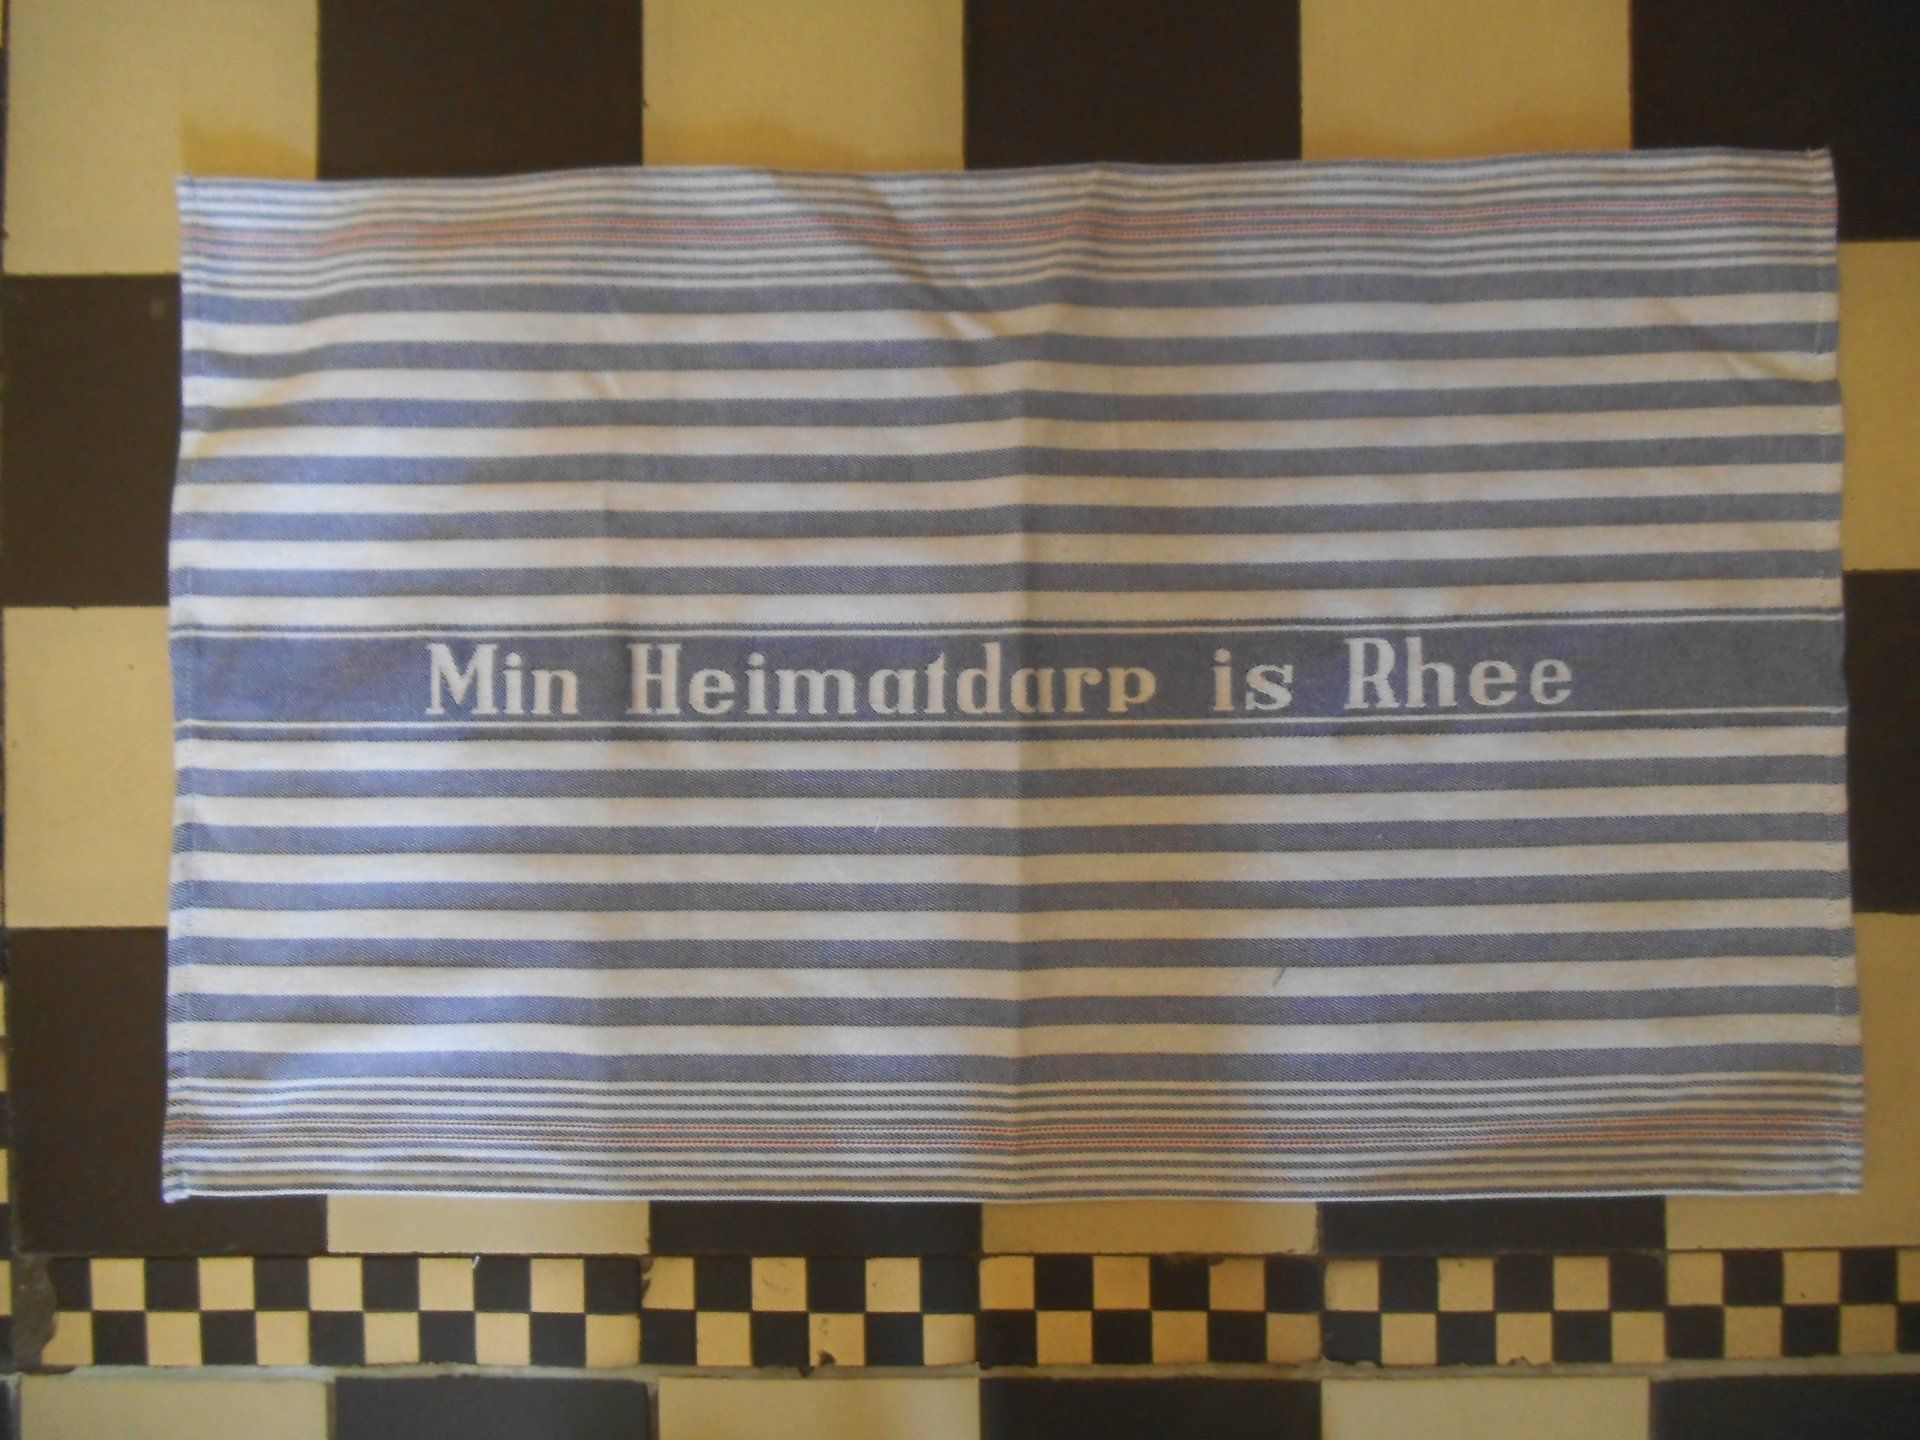 Min Heimatdarp is Rhee